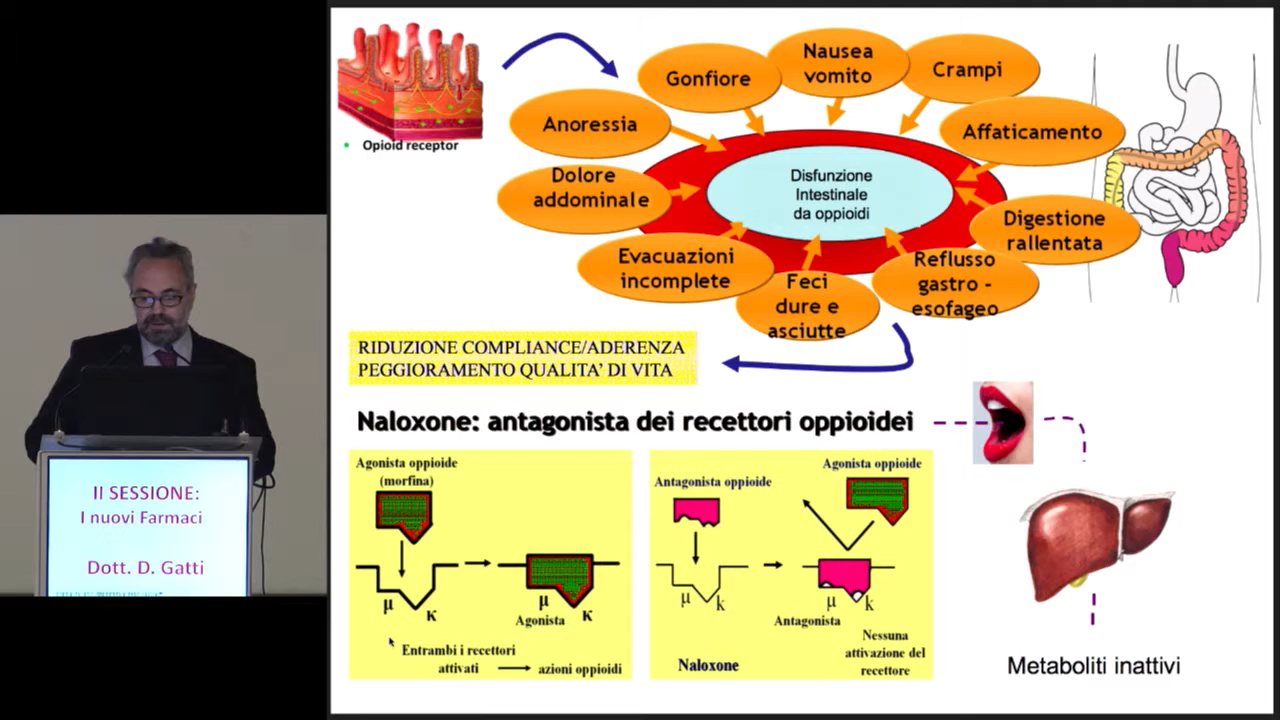 Opioid receptor
Gonfiore
Nausea
vomito
Crampi
Anoressia
Affaticamento
Dolore
addominale
Disfunzione
Intestinale
da oppioidi
Digestione
rallentata
Evacuazioni
incomplete
Feci
dure e
asciutte
Reflusso
gastro -
esofageo
RIDUZIONE COMPLIANCE/ADERENZA
PEGGIORAMENTO QUALITA' DI VITA
Naloxone: antagonista dei recettori oppioidei
Agonista oppioide
(morfina)
μ
κ
μ
κ
Agonista
Entrambi i recettori
attivati
azioni oppioidi
Antagonista oppioide
Agonista oppioide
μ
k
μ
k
Antagonista
Nessuna
attivazione del
recettore
Naloxone
Metaboliti inattivi
II SESSIONE:
I nuovi Farmaci
Dott. D. Gatti